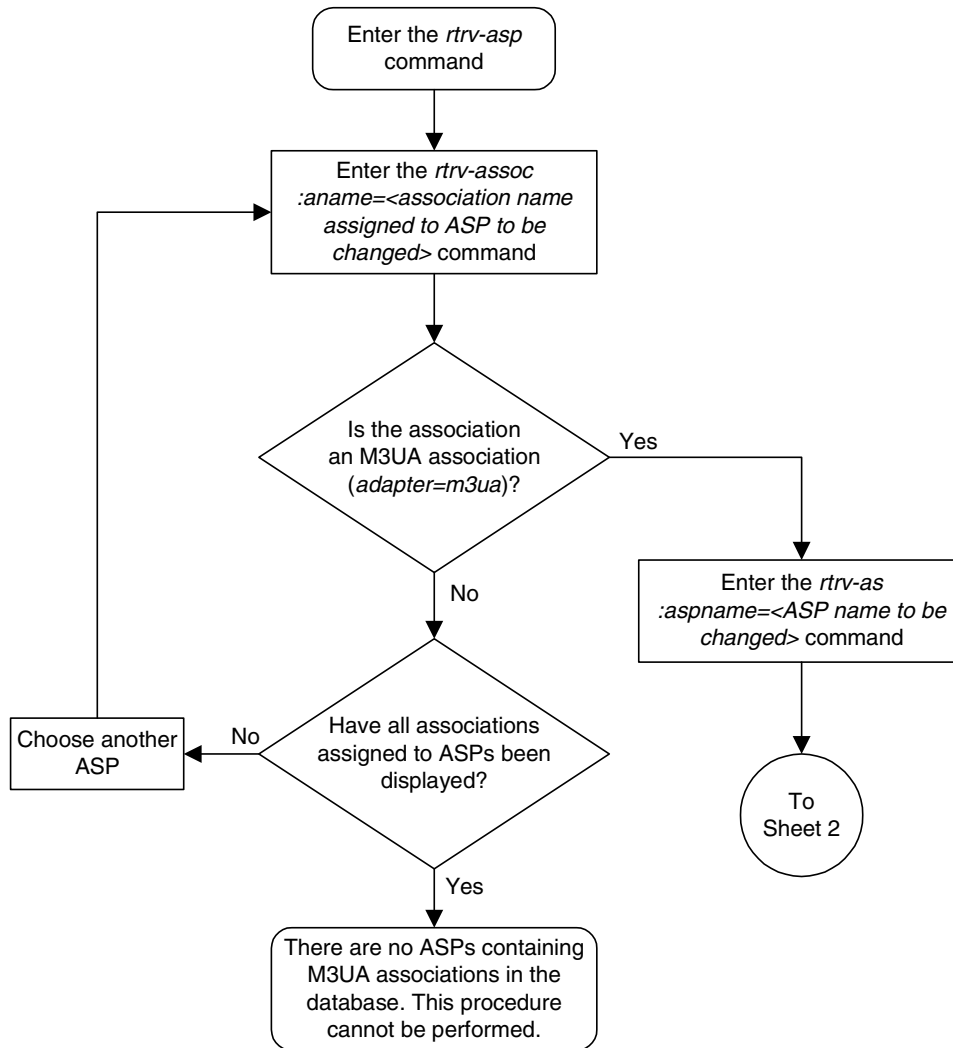 Enter the rtrv-asp
command
Enter the rtrv-assoc
:aname=<association name
assigned to ASP to be
changed> command
Is the association
an M3UA association
(adapter=m3ua)?
Yes
No
Enter the rtrv-as
:aspname=<ASP name to be
changed> command
Have all associations
assigned to ASPs been
displayed?
No
Choose another
ASP
To
Sheet 2
Yes
There are no ASPs containing
M3UA associations in the
database. This procedure
cannot be performed.